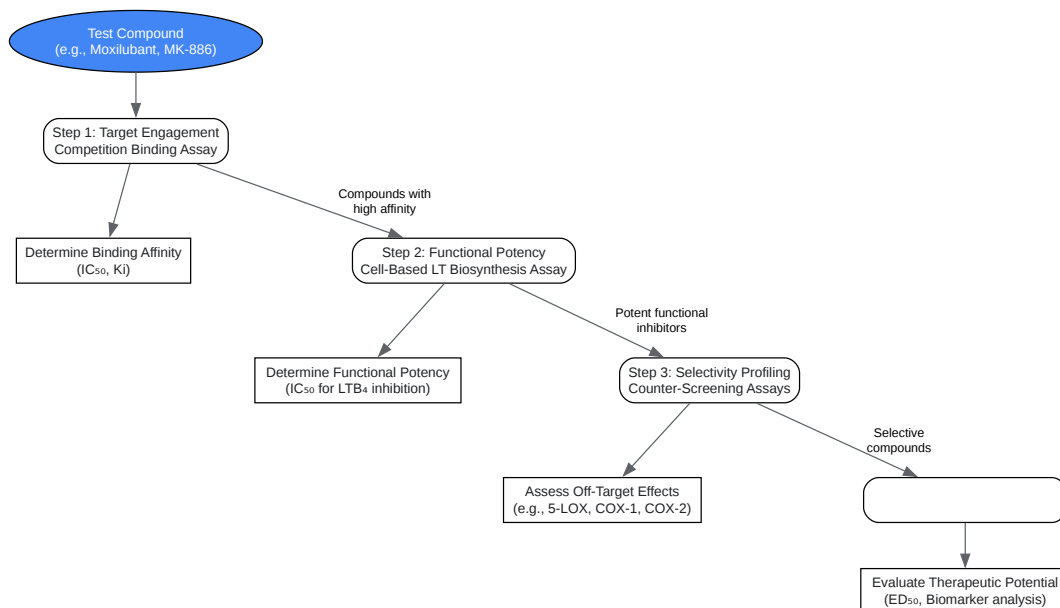 Test Compound
(e.g., Moxilubant, MK-886)
Step 1: Target Engagement
Competition Binding Assay
Compounds with
high affinity
Determine Binding Affinity
(IC₅₀, Ki)
Step 2: Functional Potency
Cell-Based LT Biosynthesis Assay
Potent functional
inhibitors
Determine Functional Potency
(IC₅₀ for LTB₄ inhibition)
Step 3: Selectivity Profiling
Counter-Screening Assays
Selective
compounds
Assess Off-Target Effects
(e.g., 5-LOX, COX-1, COX-2)
Evaluate Therapeutic Potential
(ED₅₀, Biomarker analysis)